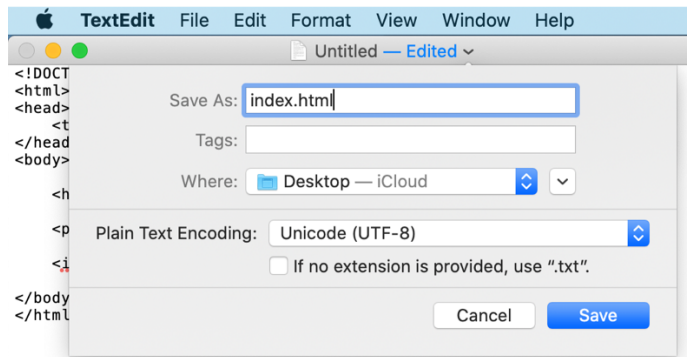 TextEdit File Edit Format View Window Help
Untitled — Edited
<!DOCT
<html>
<head>
<t
</head
<body>
Save As: index.html
Tags:
Where: Desktop — iCloud
<h
<p
Plain Text Encoding: Unicode (UTF-8)
<i
If no extension is provided, use “.txt”.
</body
</html
Cancel Save